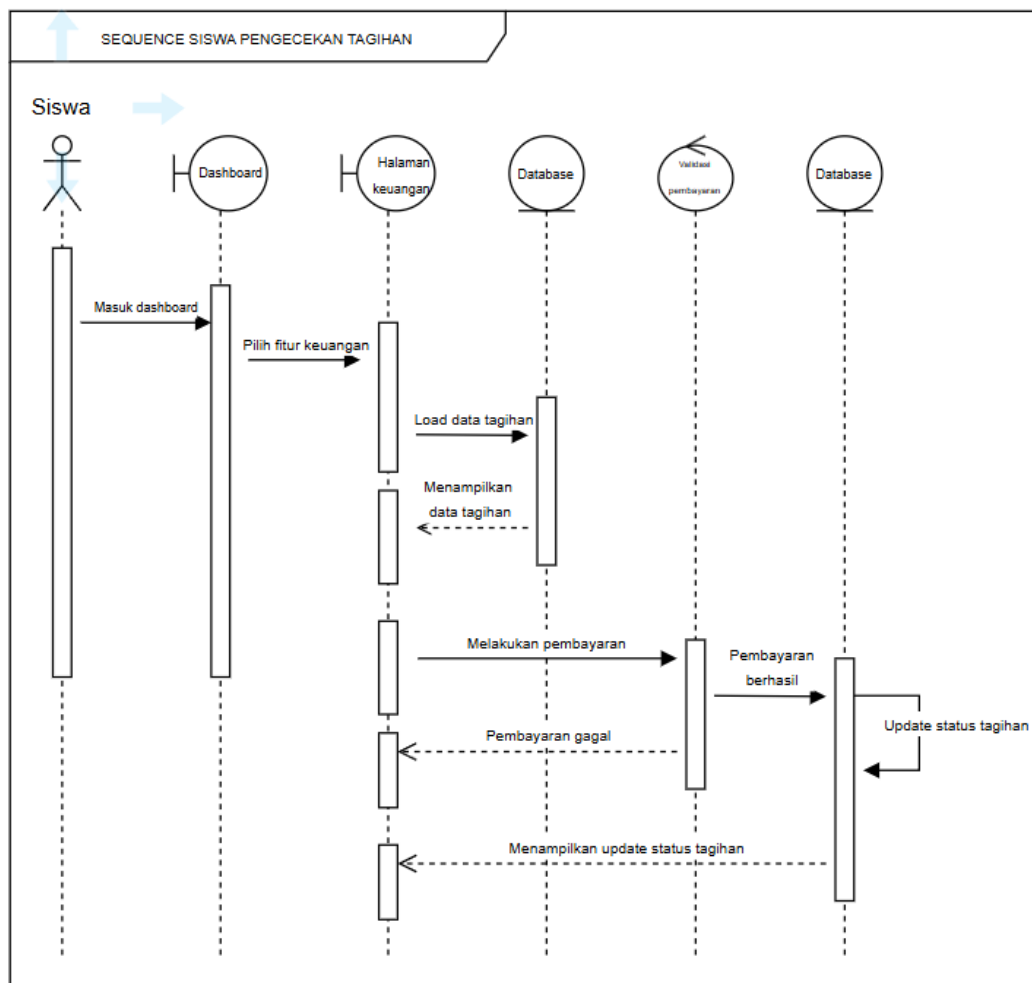 SEQUENCE SISWA PENGECEKAN TAGIHAN
Siswa
Dashboard
Halaman
keuangan
Database
Validasi
pembayaran
Database
Masuk dashboard
Pilih fitur keuangan
Load data tagihan
Menampilkan
data tagihan
Melakukan pembayaran
Pembayaran
berhasil
Update status tagihan
Pembayaran gagal
Menampilkan update status tagihan